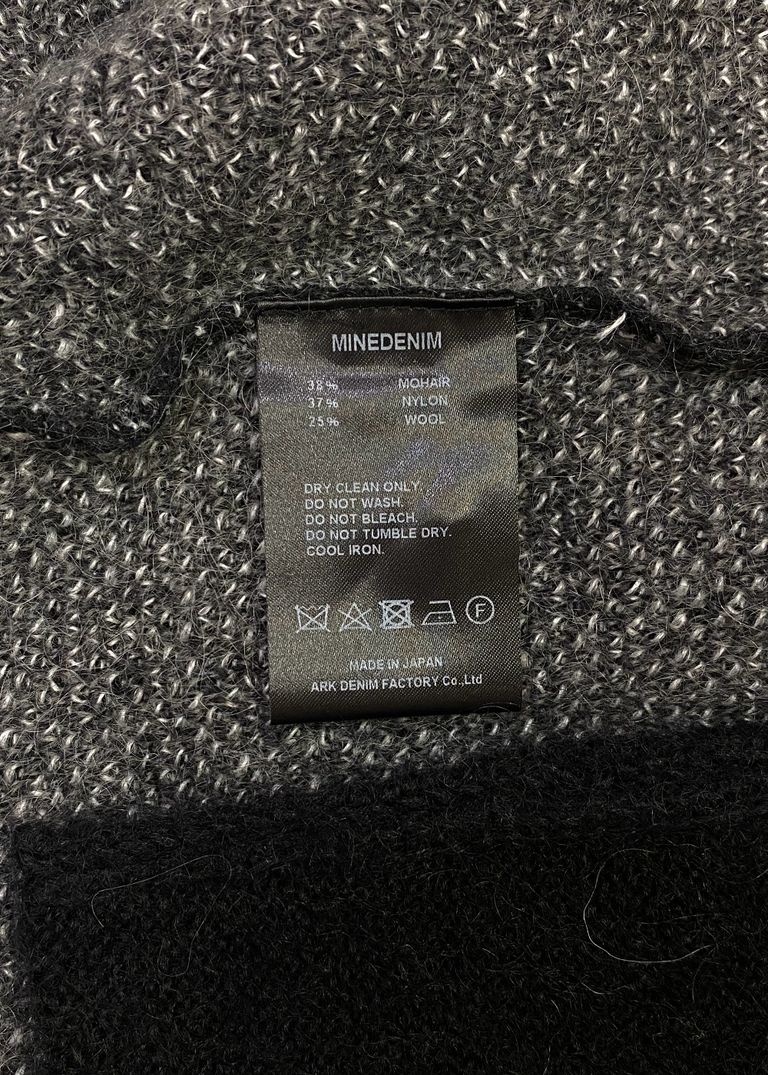 MINEDENIM
38% MOHAIR
37% NYLON
25% WOOL
DRY CLEAN ONLY.
DO NOT WASH.
DO NOT BLEACH.
DO NOT TUMBLE DRY.
COOL IRON.
F
MADE IN JAPAN
ARK DENIM FACTORY Co.,Ltd